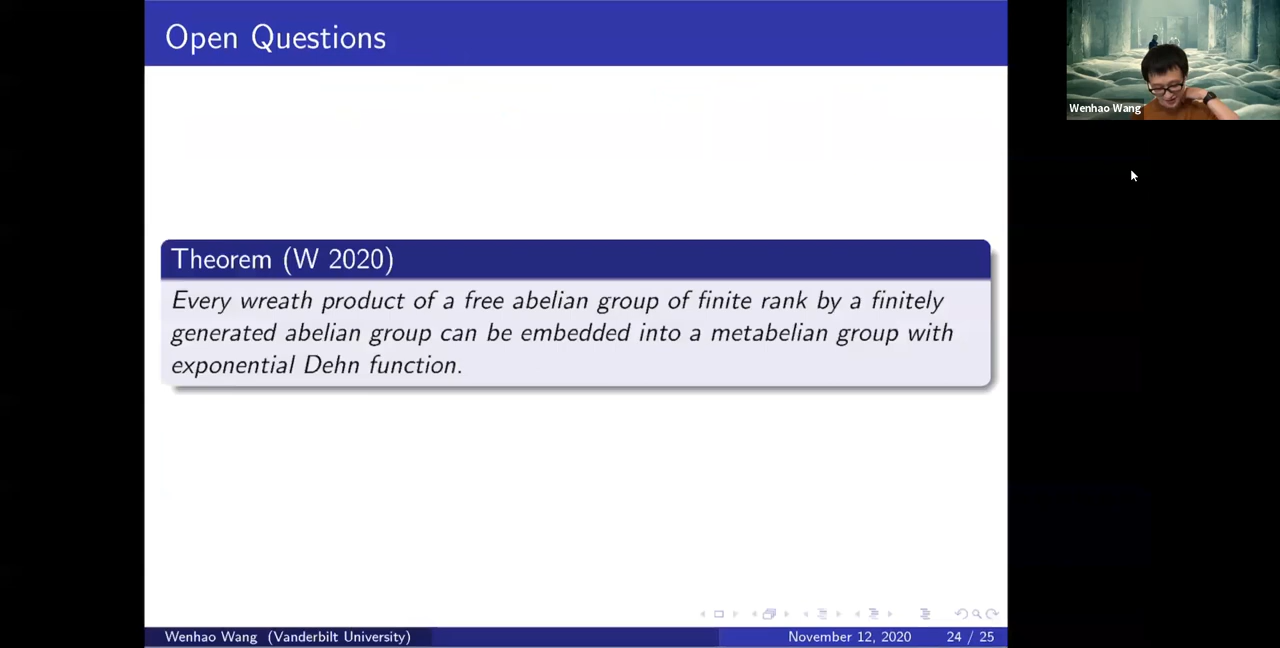 Open Questions
Wenhao Wang
Theorem (W 2020)
Every wreath product of a free abelian group of finite rank by a finitely
generated abelian group can be embedded into a metabelian group with
exponential Dehn function.
Wenhao Wang (Vanderbilt University)
November 12, 2020
24 / 25